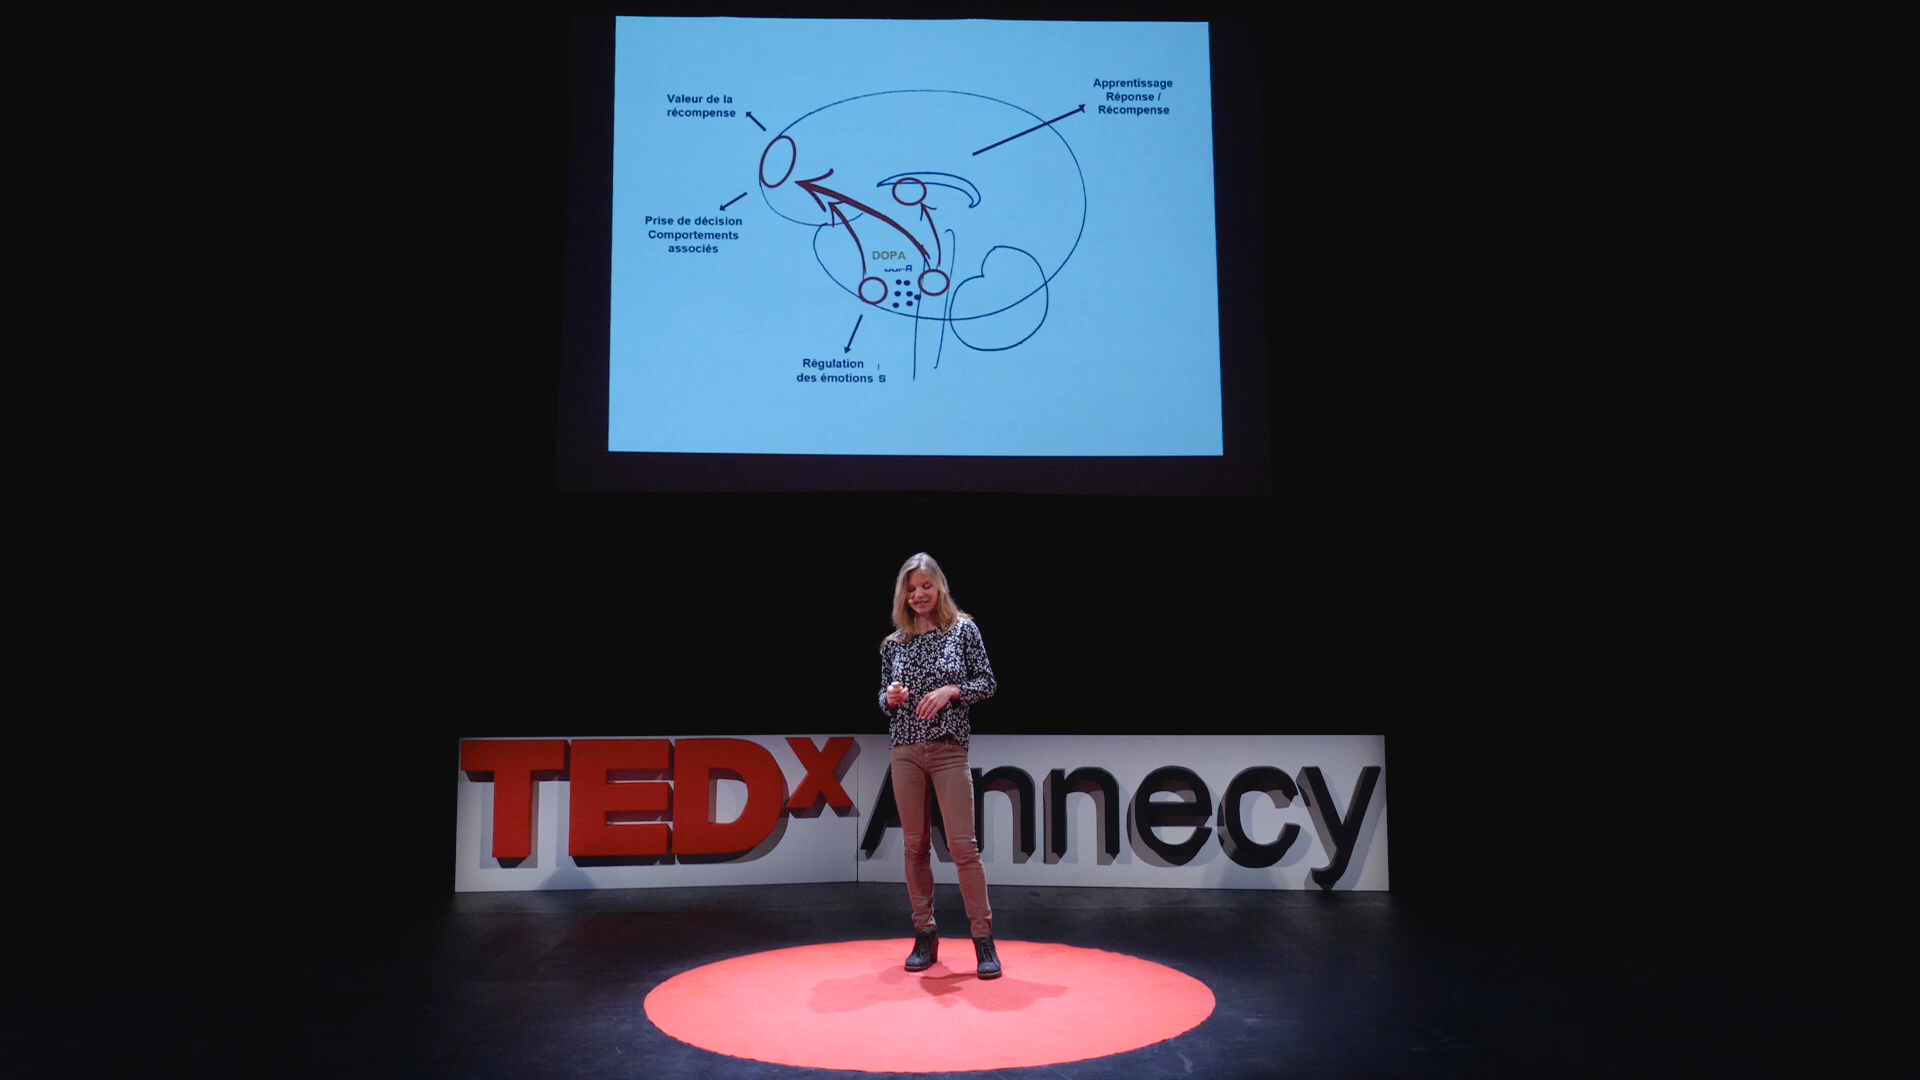 Valeur de la
récompense
Apprentissage
Réponse /
Récompense
Prise de décision
Comportements
associés
DOPA
Régulation
des émotions
TEDx Annecy